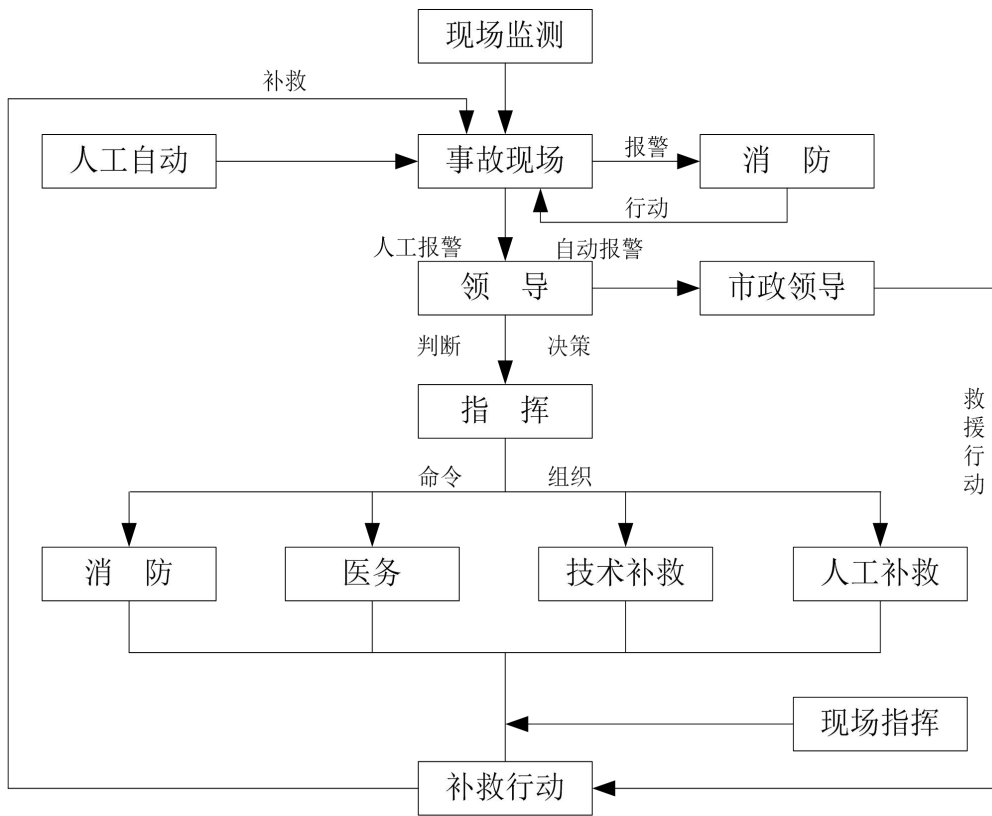 现场监测
补救
人工自动
事故现场
报警
消 防
行动
人工报警
自动报警
领 导
市政领导
判断
决策
指 挥
救援行动
命令
组织
消 防
医务
技术补救
人工补救
现场指挥
补救行动